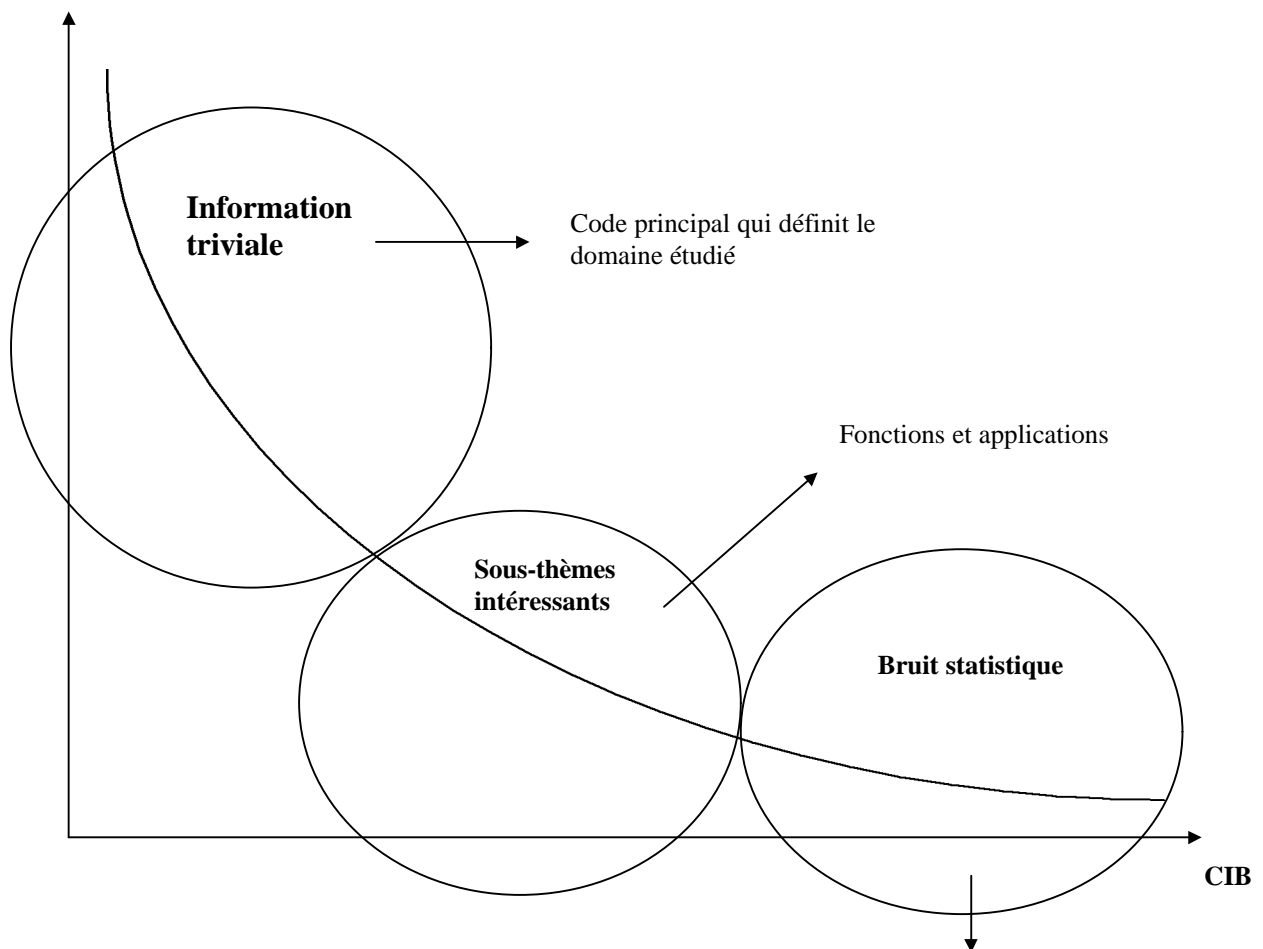 Information
triviale
Code principal qui définit le
domaine étudié
Fonctions et applications
Sous-thèmes
intéressants
Bruit statistique
CIB